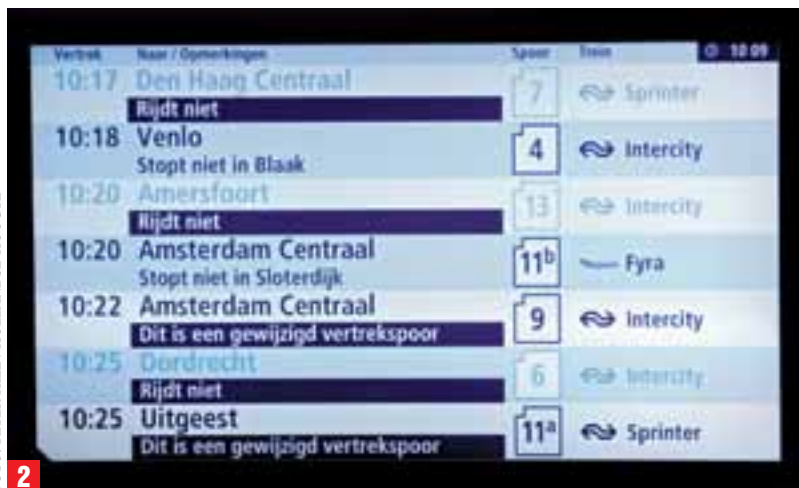 Vertrek Naar / Opmerkingen Spoor Trein 10:09
10:17 Den Haag Centraal 7 Sprinter
Rijdt niet
10:18 Venlo 4 Intercity
Stopt niet in Blaak
10:20 Amersfoort 13 Intercity
Rijdt niet
10:20 Amsterdam Centraal 11b Fyra
Stopt niet in Sloterdijk
10:22 Amsterdam Centraal 9 Intercity
Dit is een gewijzigd vertrekspoor
10:25 Dordrecht 6 Intercity
Rijdt niet
10:25 Uitgeest 11a Sprinter
Dit is een gewijzigd vertrekspoor
2